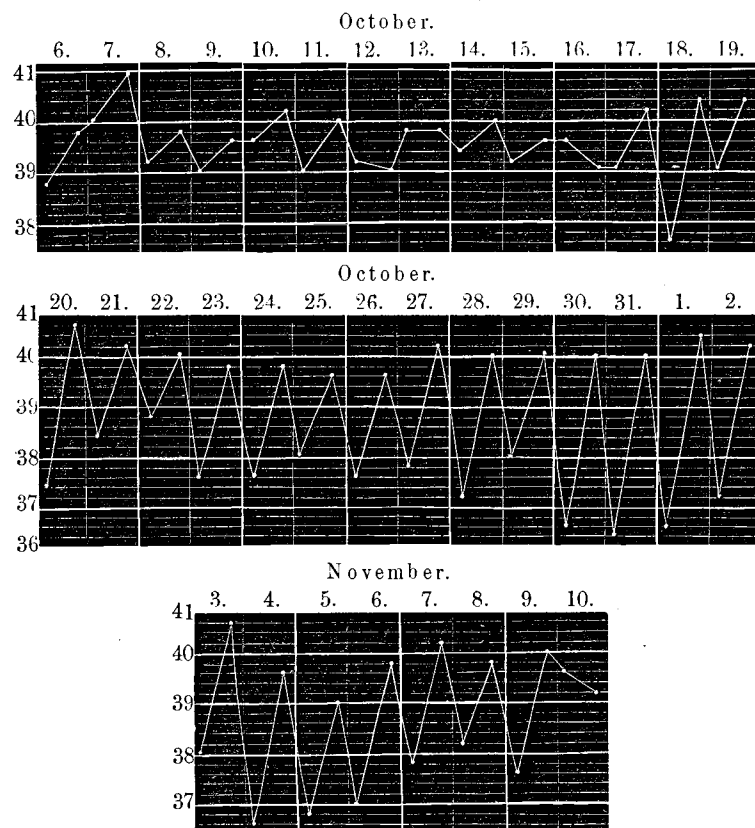 October.
6. 7. 8. 9. 10. 11. 12. 13. 14. 15. 16. 17. 18. 19.
41
40
39
38
October.
20. 21. 22. 23. 24. 25. 26. 27. 28. 29. 30. 31. 1. 2.
41
40
39
38
37
36
November.
3. 4. 5. 6. 7. 8. 9. 10.
41
40
39
38
37